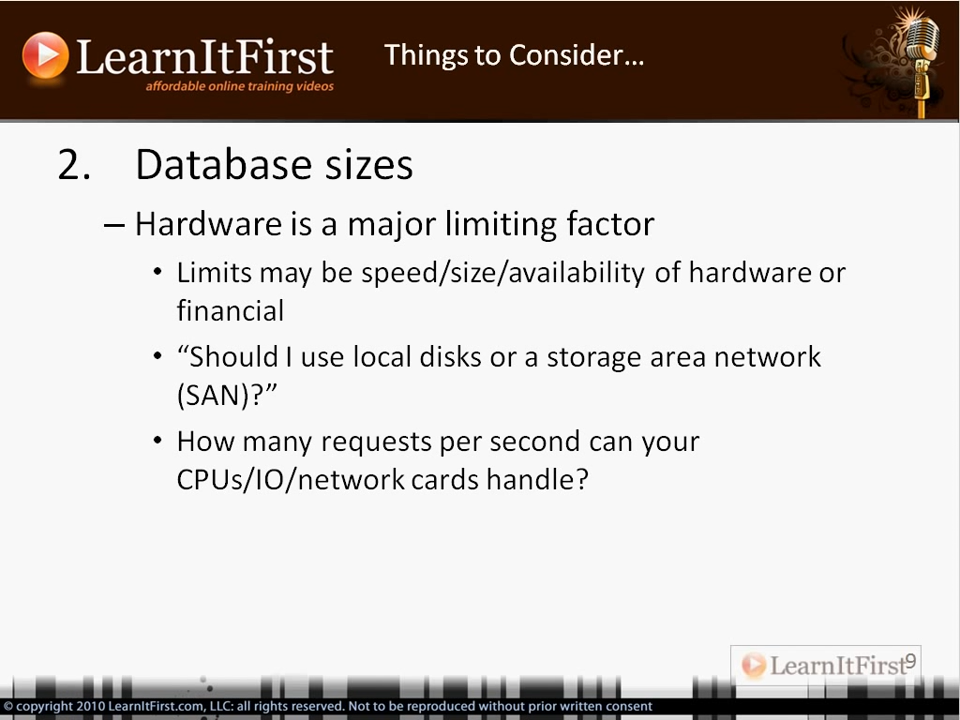 LearnItFirst
affordable online training videos
Things to Consider…
2. Database sizes
– Hardware is a major limiting factor
• Limits may be speed/size/availability of hardware or
financial
• “Should I use local disks or a storage area network
(SAN)?”
• How many requests per second can your
CPUs/IO/network cards handle?
LearnItFirst
9
© copyright 2010 LearnItFirst.com, LLC: all rights reserved. Not to be reproduced without prior written consent